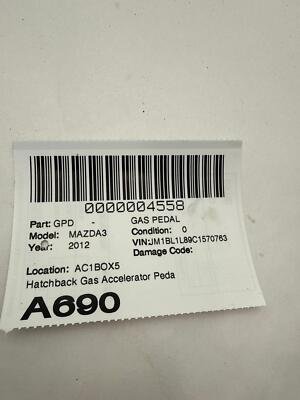 0000004558
Part: GPD - GAS PEDAL
Model: MAZDA3 Condition: 0
Year: 2012 VIN:JM1BL1L89C1570763
Damage Code:
Location: AC1BOX5
Hatchback Gas Accelerator Peda
A690